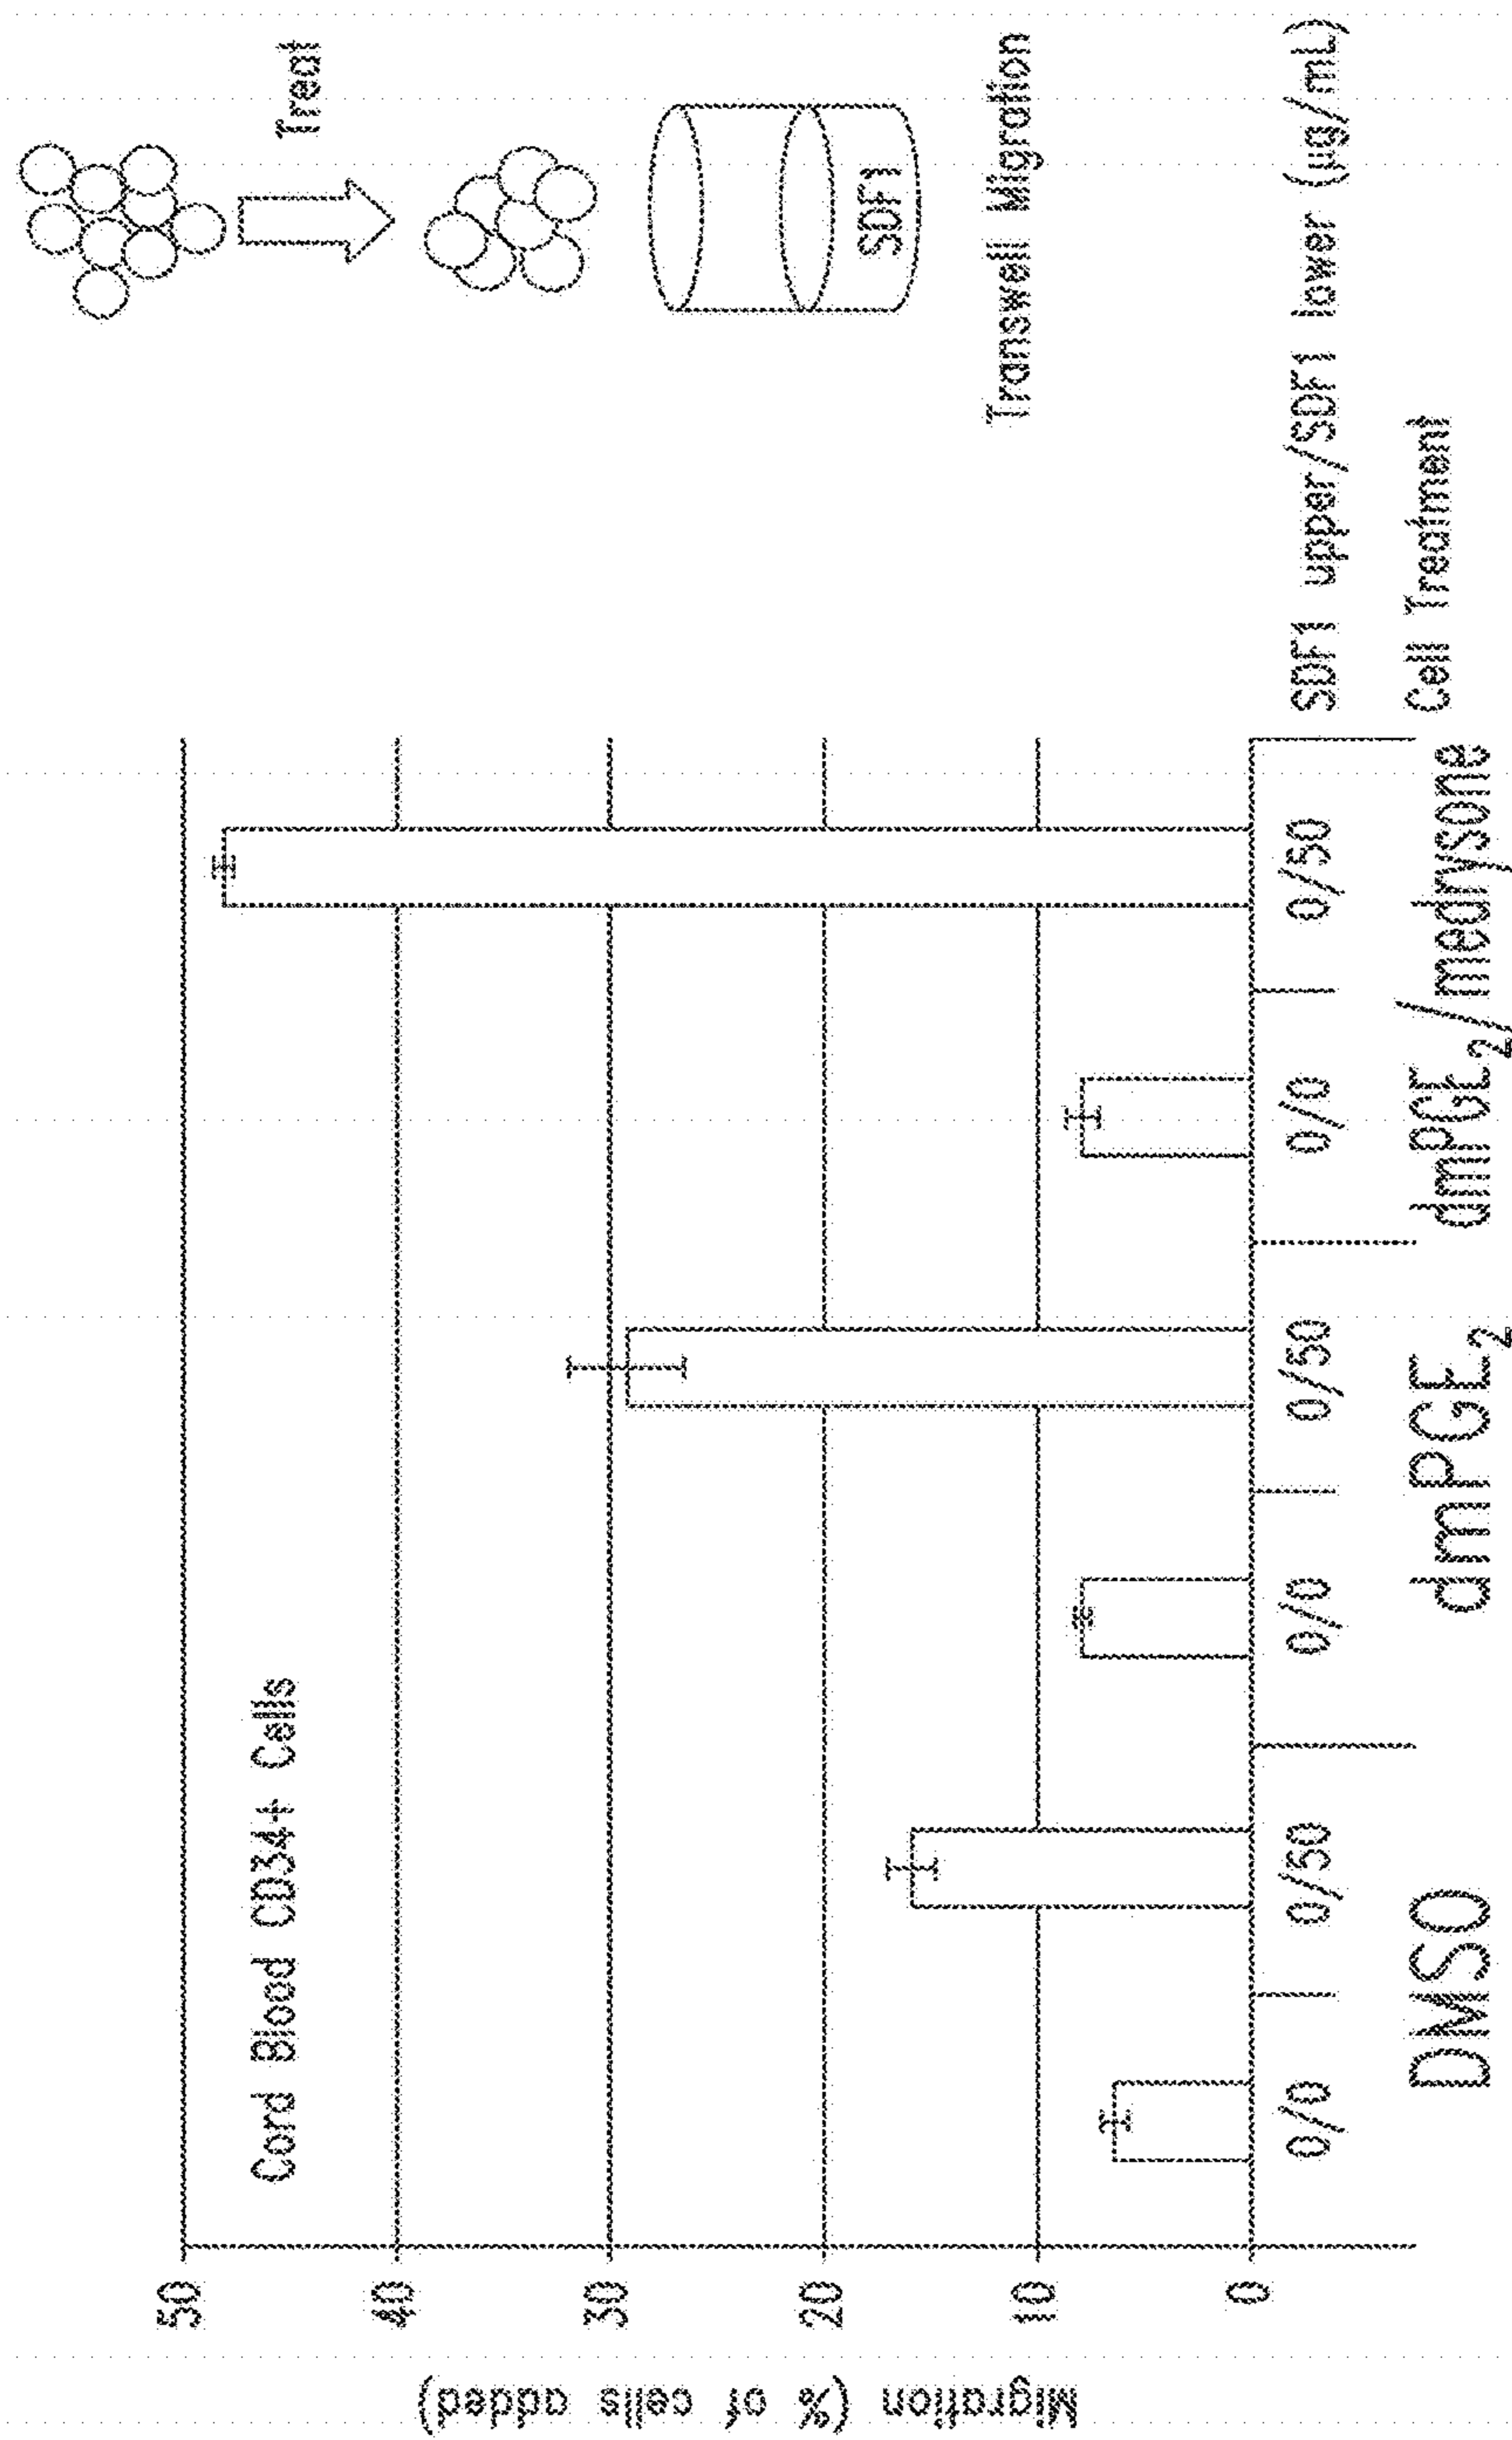 Migration (% of cells added)
50
40
30
20
10
0
Cord Blood CD34+ Cells
0/0
0/50
0/0
0/50
0/0
0/50
SDF1 upper/SDF1 lower (µg/mL)
DMSO
dmPGE₂
dmPGE₂/medrysone
Cell Treatment
Treat
SDF1
Transwell Migration